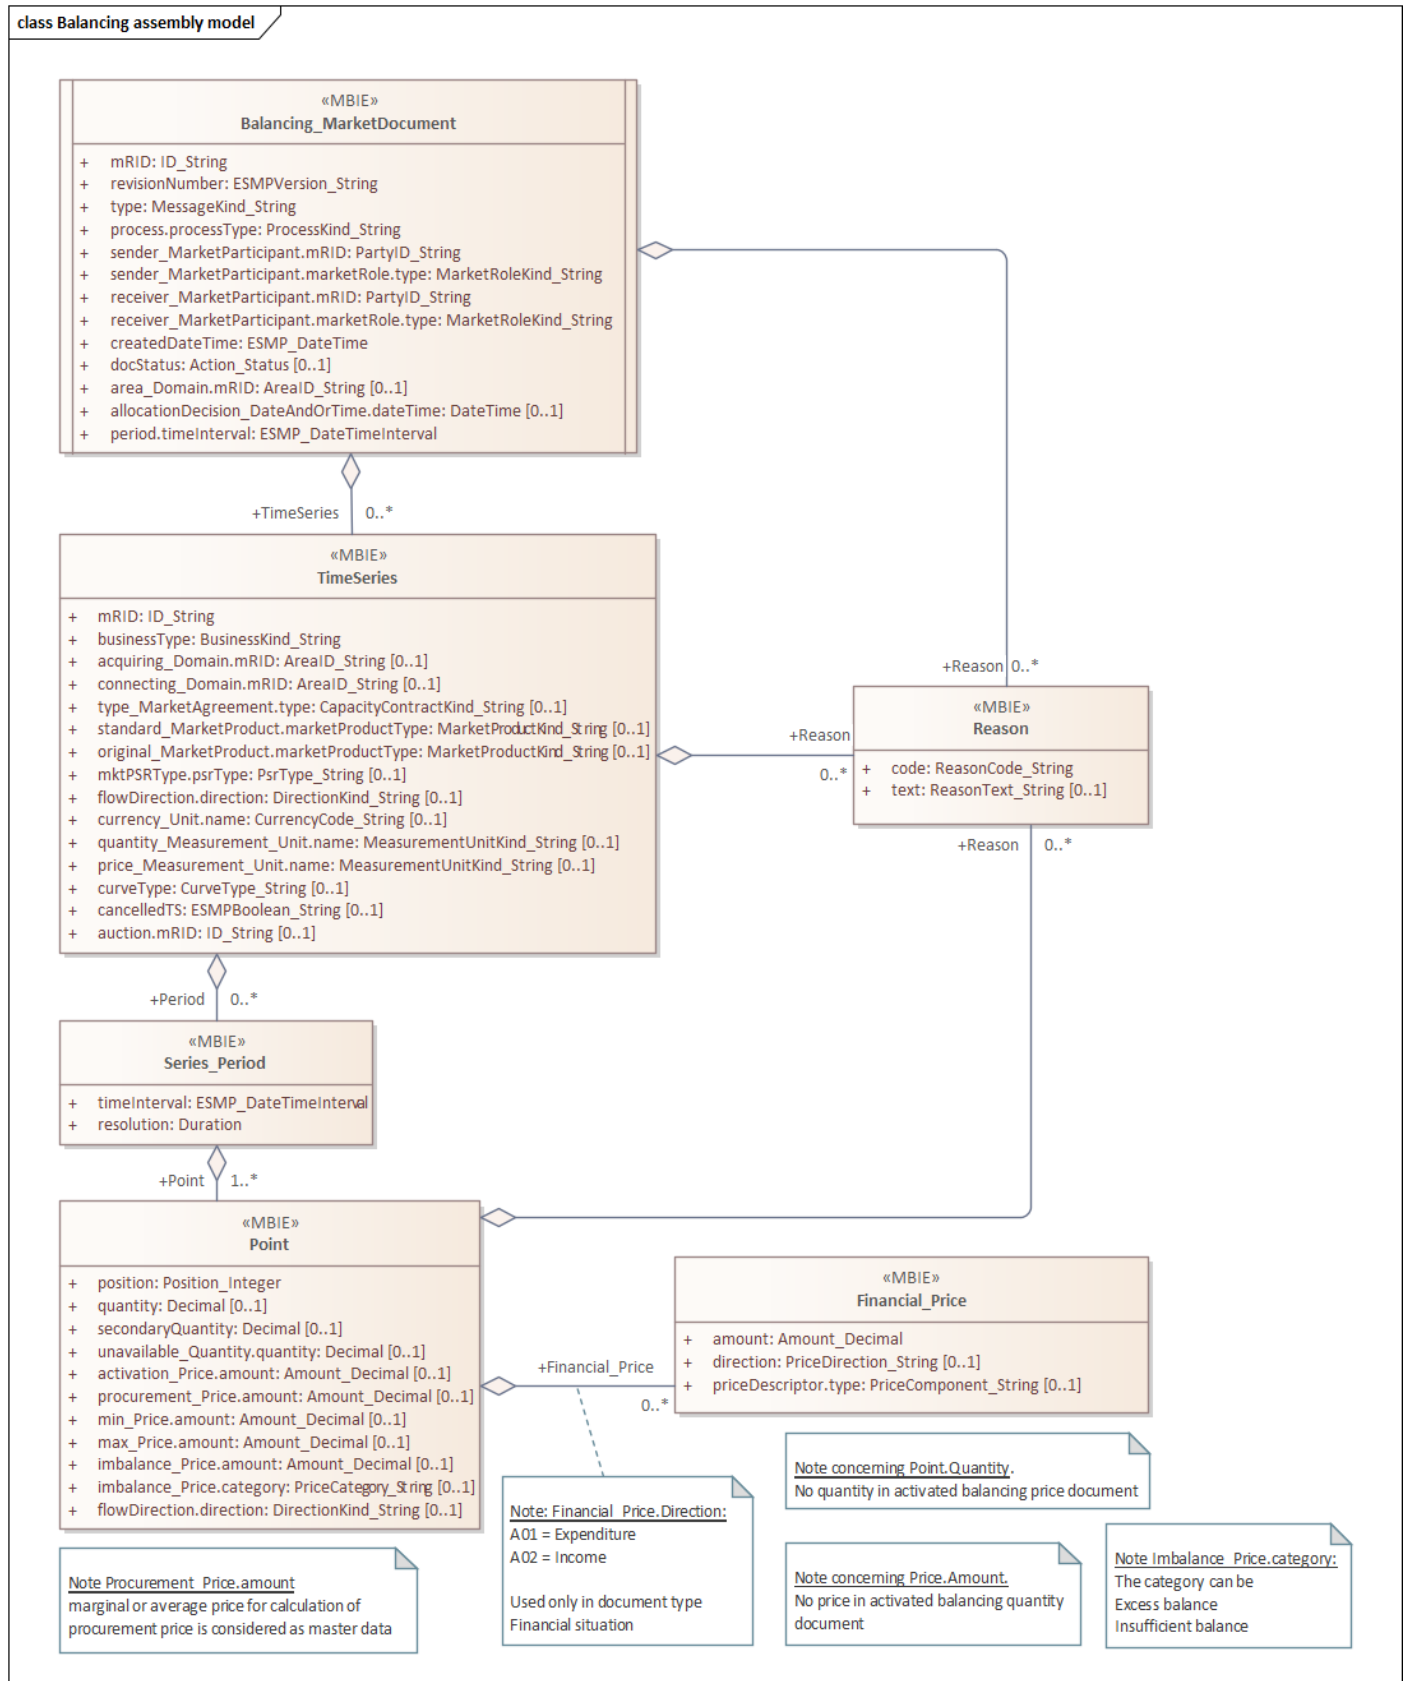 class Balancing assembly model
«MBIE»
Balancing_MarketDocument
+ mRID: ID_String
+ revisionNumber: ESMPVersion_String
+ type: MessageKind_String
+ process.processType: ProcessKind_String
+ sender_MarketParticipant.mRID: PartyID_String
+ sender_MarketParticipant.marketRole.type: MarketRoleKind_String
+ receiver_MarketParticipant.mRID: PartyID_String
+ receiver_MarketParticipant.marketRole.type: MarketRoleKind_String
+ createdDateTime: ESMP_DateTime
+ docStatus: Action_Status [0..1]
+ area_Domain.mRID: AreaID_String [0..1]
+ allocationDecision_DateAndOrTime.dateTime: DateTime [0..1]
+ period.timeInterval: ESMP_DateTimeInterval
+TimeSeries 0..*
«MBIE»
TimeSeries
+ mRID: ID_String
+ businessType: BusinessKind_String
+ acquiring_Domain.mRID: AreaID_String [0..1]
+ connecting_Domain.mRID: AreaID_String [0..1]
+ type_MarketAgreement.type: CapacityContractKind_String [0..1]
+ standard_MarketProduct.marketProductType: MarketProductKind_String [0..1]
+ original_MarketProduct.marketProductType: MarketProductKind_String [0..1]
+ mktPSRType.psrType: PsrType_String [0..1]
+ flowDirection.direction: DirectionKind_String [0..1]
+ currency_Unit.name: CurrencyCode_String [0..1]
+ quantity_Measurement_Unit.name: MeasurementUnitKind_String [0..1]
+ price_Measurement_Unit.name: MeasurementUnitKind_String [0..1]
+ curveType: CurveType_String [0..1]
+ cancelledTS: ESMPBoolean_String [0..1]
+ auction.mRID: ID_String [0..1]
+Reason 0..*
+Reason
0..*
«MBIE»
Reason
+ code: ReasonCode_String
+ text: ReasonText_String [0..1]
+Reason 0..*
+Period 0..*
«MBIE»
Series_Period
+ timeInterval: ESMP_DateTimeInterval
+ resolution: Duration
+Point 1..*
«MBIE»
Point
+ position: Position_Integer
+ quantity: Decimal [0..1]
+ secondaryQuantity: Decimal [0..1]
+ unavailable_Quantity.quantity: Decimal [0..1]
+ activation_Price.amount: Amount_Decimal [0..1]
+ procurement_Price.amount: Amount_Decimal [0..1]
+ min_Price.amount: Amount_Decimal [0..1]
+ max_Price.amount: Amount_Decimal [0..1]
+ imbalance_Price.amount: Amount_Decimal [0..1]
+ imbalance_Price.category: PriceCategory_String [0..1]
+ flowDirection.direction: DirectionKind_String [0..1]
+Financial_Price
0..*
«MBIE»
Financial_Price
+ amount: Amount_Decimal
+ direction: PriceDirection_String [0..1]
+ priceDescriptor.type: PriceComponent_String [0..1]
Note Procurement_Price.amount
marginal or average price for calculation of
procurement price is considered as master data
Note: Financial_Price.Direction:
A01 = Expenditure
A02 = Income
Used only in document type
Financial situation
Note concerning Point.Quantity.
No quantity in activated balancing price document
Note concerning Price.Amount.
No price in activated balancing quantity
document
Note Imbalance_Price.category:
The category can be
Excess balance
Insufficient balance